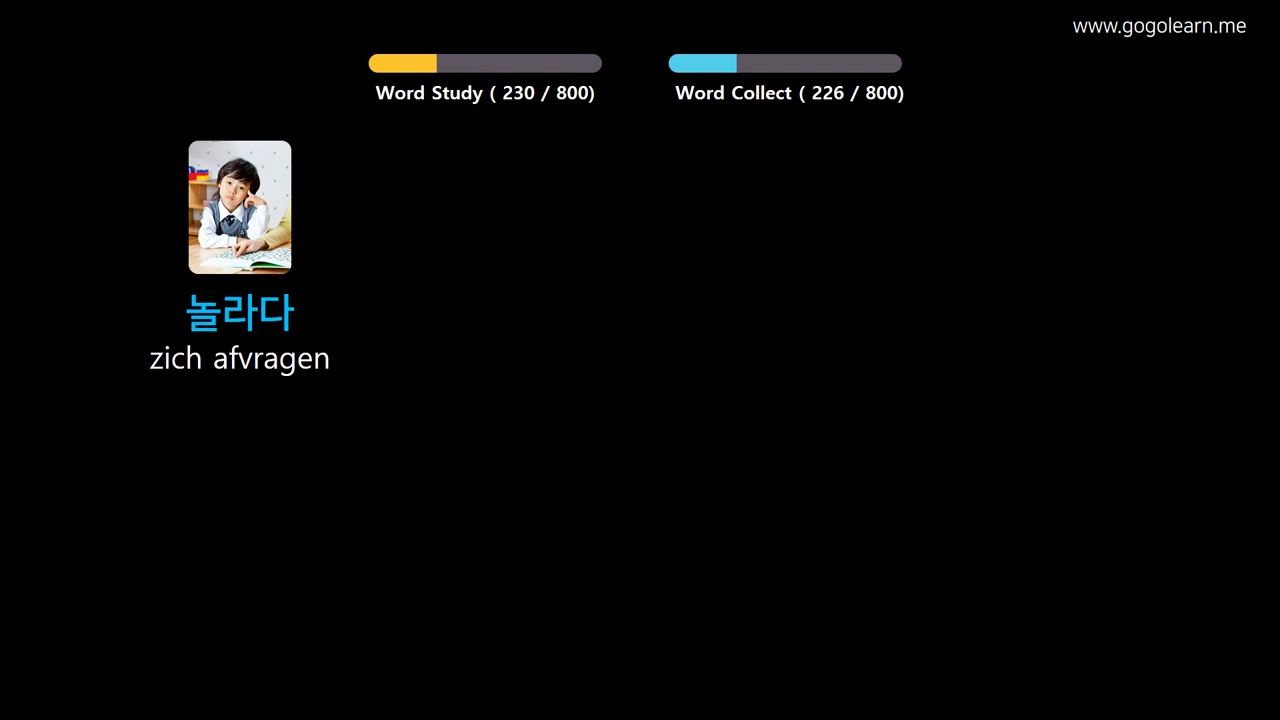 www.gogolearn.me
Word Study ( 230 / 800)
Word Collect ( 226 / 800)
놀라다
zich afvragen